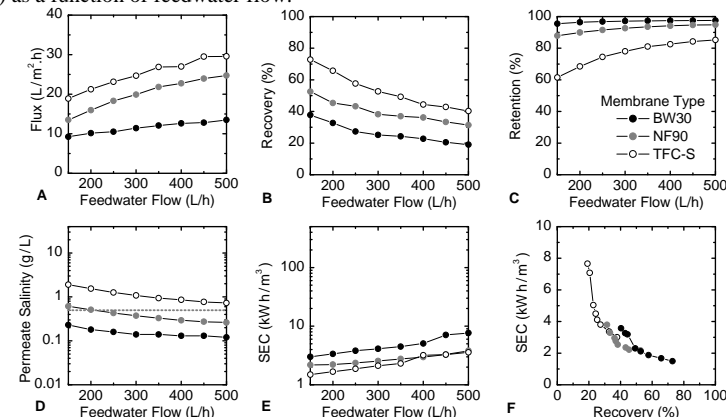 ) as a function of feedwater flow.
40
30
20
10
0
Flux (L/m².h)
200 300 400 500
A Feedwater Flow (L/h)
100
80
60
40
20
0
Recovery (%)
200 300 400 500
B Feedwater Flow (L/h)
100
80
60
40
20
0
Retention (%)
Membrane Type
BW30
NF90
TFC-S
200 300 400 500
C Feedwater Flow (L/h)
10
1
0.1
0.01
Permeate Salinity (g/L)
200 300 400 500
D Feedwater Flow (L/h)
100
10
1
SEC (kWh/m³)
200 300 400 500
E Feedwater Flow (L/h)
10
8
6
4
2
0
SEC (kWh/m³)
0 20 40 60 80 100
F Recovery (%)